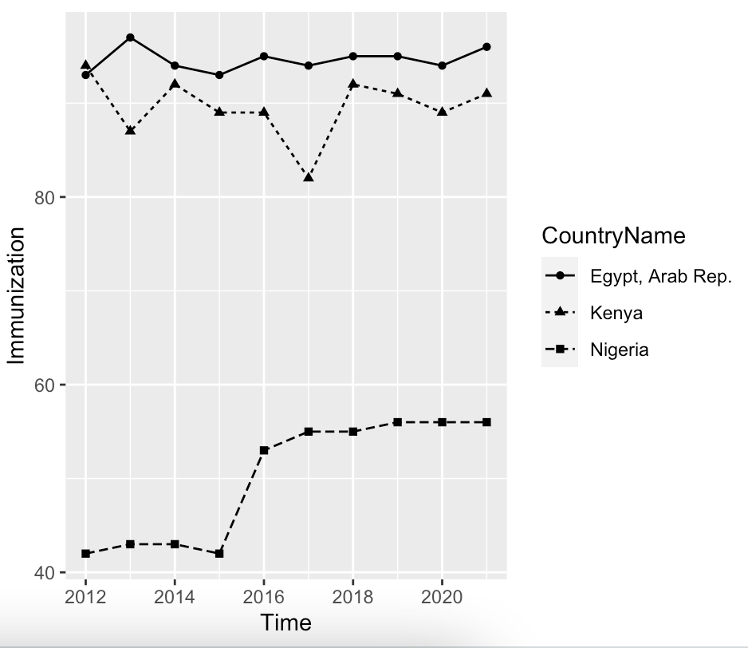 80
60
40
Immunization
2012 2014 2016 2018 2020
Time
CountryName
Egypt, Arab Rep.
Kenya
Nigeria